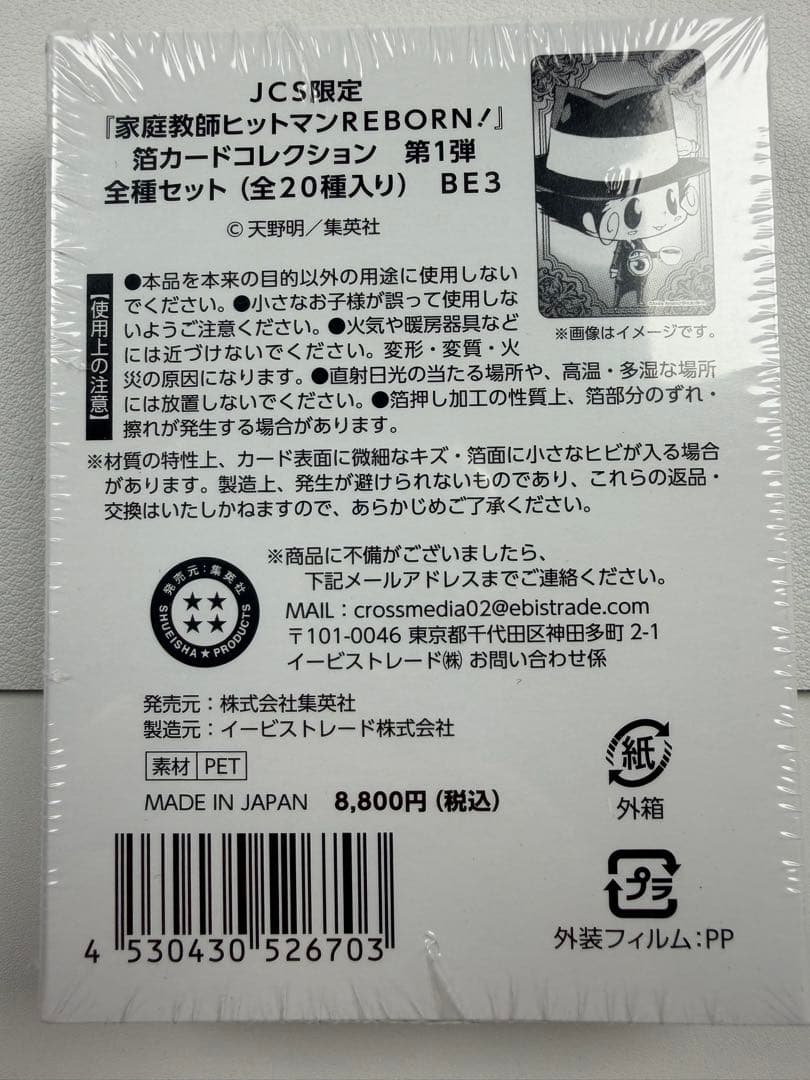 JCS限定
『家庭教師ヒットマンREBORN!』
箔カードコレクション 第1弾
全種セット(全20種入り) BE3
©天野明/集英社
※画像はイメージです。
【使用上の注意】
●本品を本来の目的以外の用途に使用しない
でください。●小さなお子様が誤って使用しな
いようご注意ください。●火気や暖房器具など
には近づけないでください。変形・変質・火
災の原因になります。●直射日光の当たる場所や、高温・多湿な場所
には放置しないでください。●箔押し加工の性質上、箔部分のずれ・
擦れが発生する場合があります。
※材質の特性上、カード表面に微細なキズ・箔面に小さなヒビが入る場合
があります。製造上、発生が避けられないものであり、これらの返品・
交換はいたしかねますので、あらかじめご了承ください。
発売元:集英社
SHUEISHA★PRODUCTS
※商品に不備がございましたら、
下記メールアドレスまでご連絡ください。
MAIL:crossmedia02@ebistrade.com
〒101-0046 東京都千代田区神田多町 2-1
イービストレード㈱ お問い合わせ係
発売元:株式会社集英社
製造元:イービストレード株式会社
素材 PET
MADE IN JAPAN 8,800円(税込)
紙
外箱
プラ
外装フィルム:PP
4 530430 526703